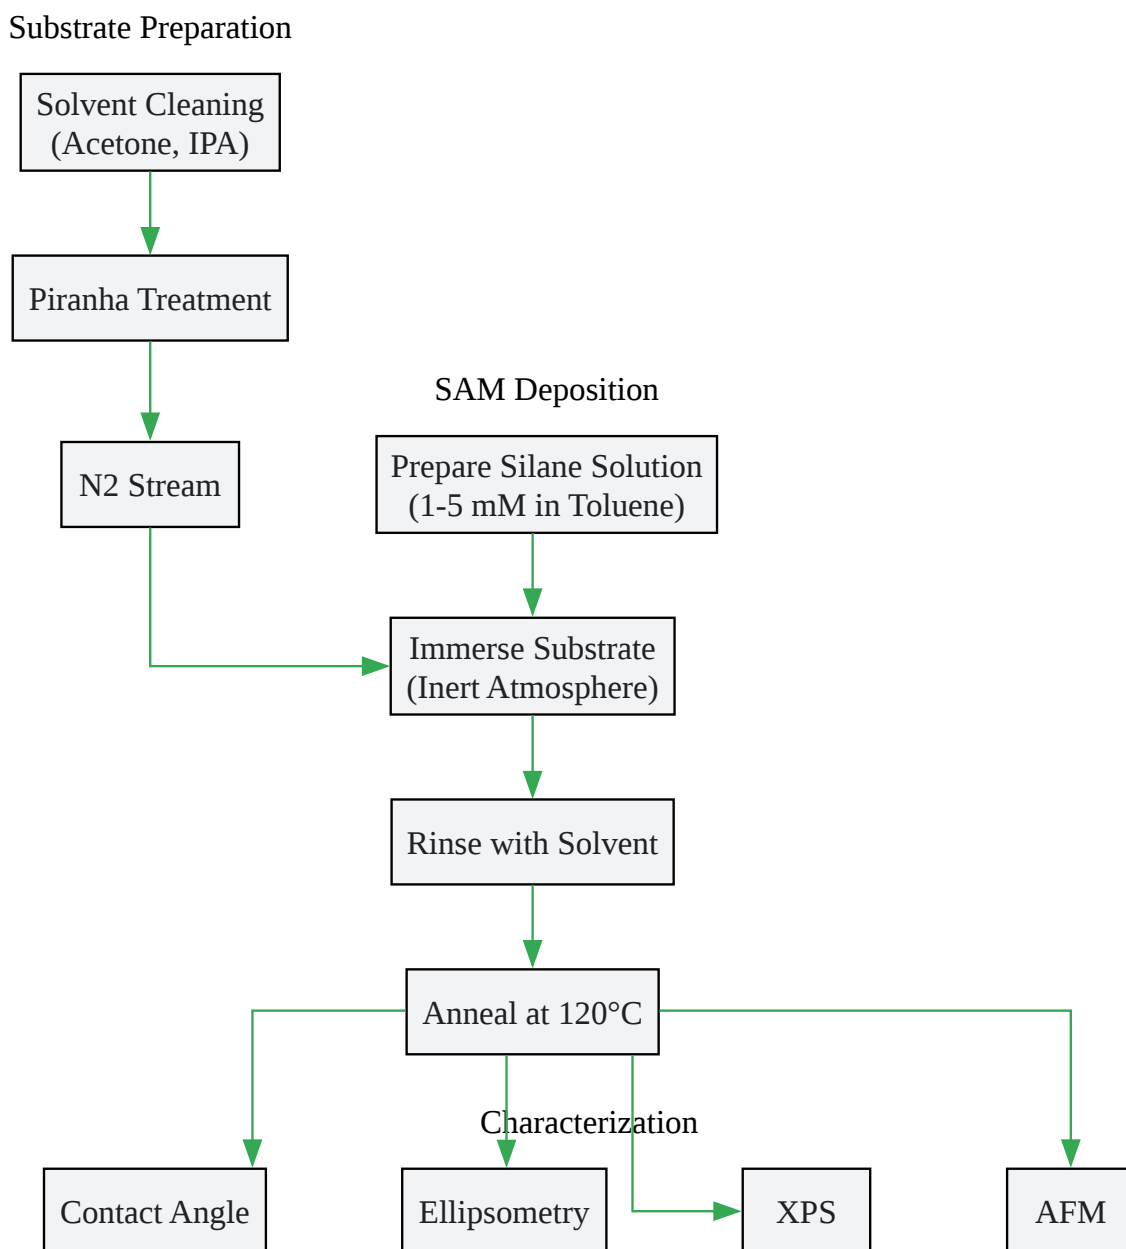 Substrate Preparation
Solvent Cleaning
(Acetone, IPA)
Piranha Treatment
N2 Stream
SAM Deposition
Prepare Silane Solution
(1-5 mM in Toluene)
Immerse Substrate
(Inert Atmosphere)
Rinse with Solvent
Anneal at 120°C
Characterization
Contact Angle
Ellipsometry
XPS
AFM